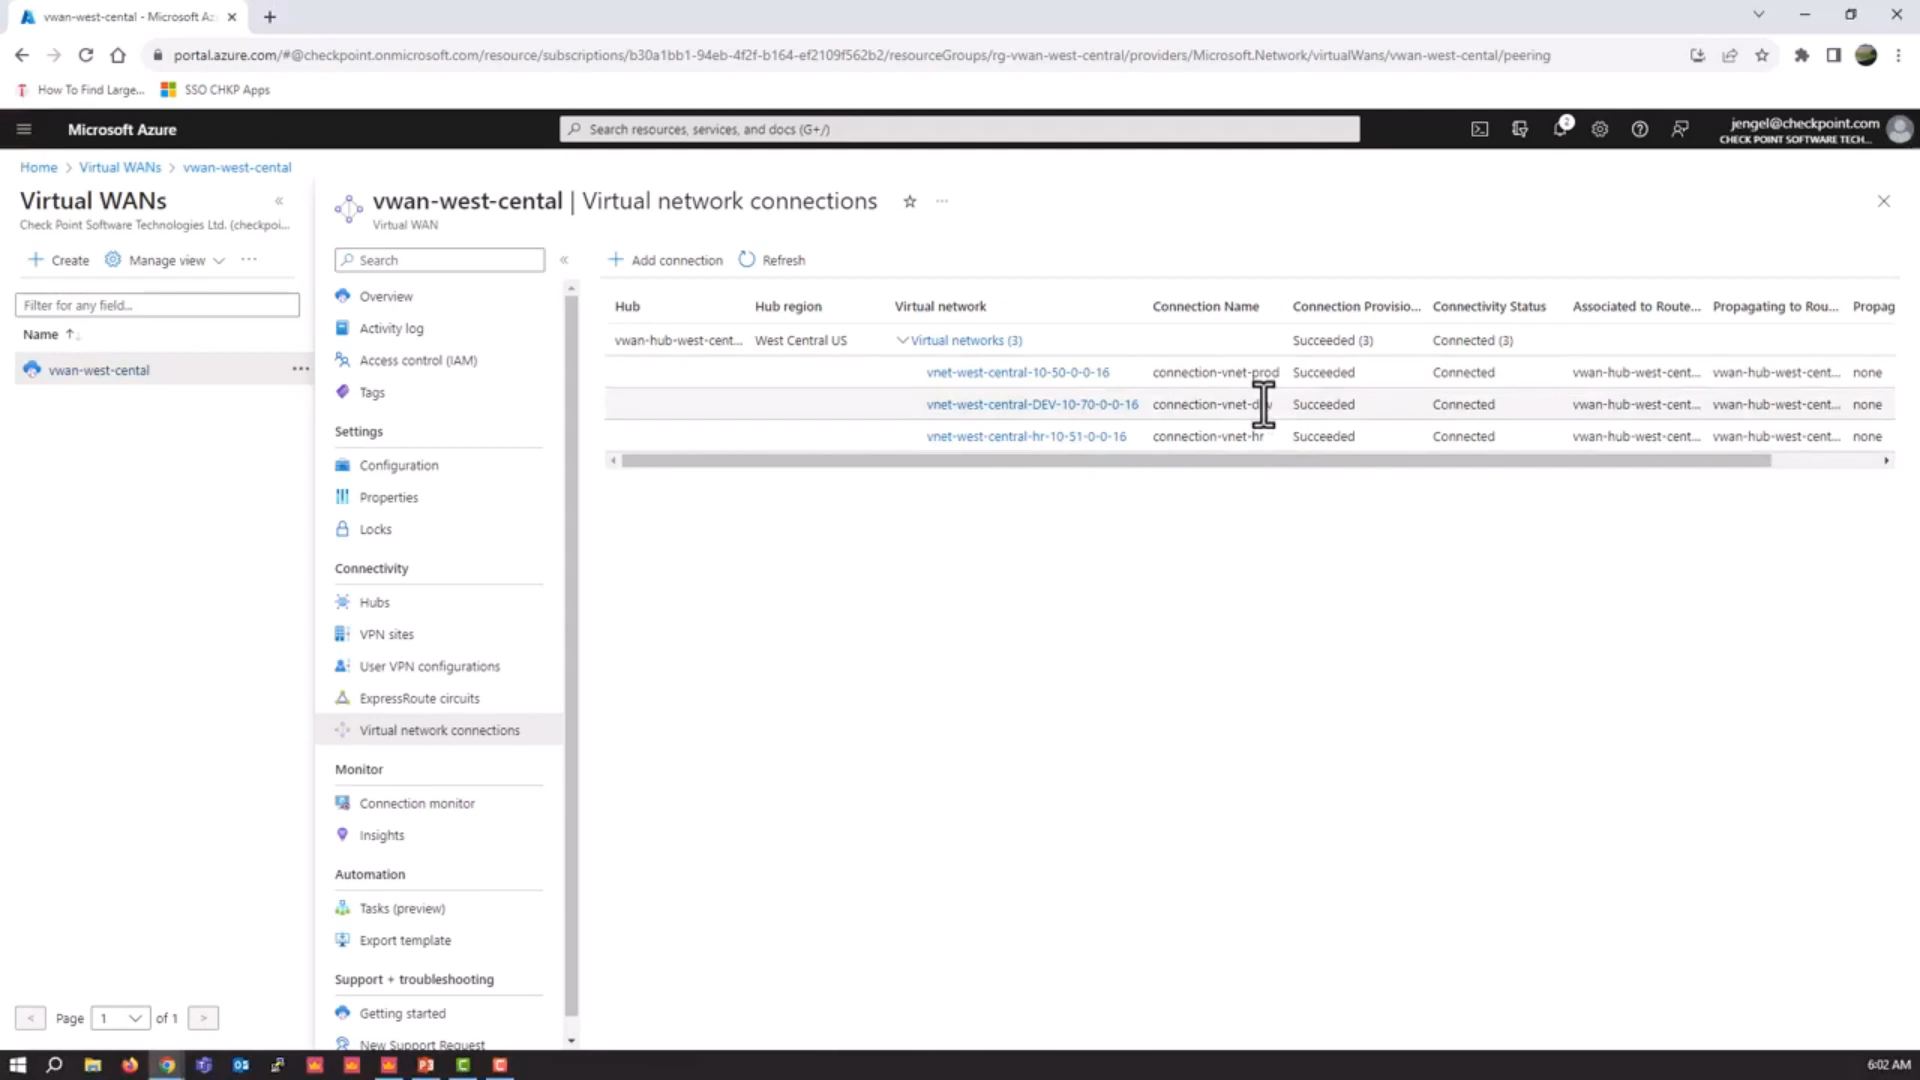 vwan-west-cental - Microsoft Az
portal.azure.com/#@checkpoint.onmicrosoft.com/resource/subscriptions/b30a1bb1-94eb-4f2f-b164-ef2109f562b2/resourceGroups/rg-vwan-west-central/providers/Microsoft.Network/virtualWans/vwan-west-cental/peering
How To Find Large...
SSO CHKP Apps
Microsoft Azure
Search resources, services, and docs (G+/)
2
jengel@checkpoint.com
CHECK POINT SOFTWARE TECH...
Home > Virtual WANs > vwan-west-cental
Virtual WANs
Check Point Software Technologies Ltd. (checkpoi...
+ Create
Manage view
Filter for any field...
Name ↑↓
vwan-west-cental
Page 1 of 1
vwan-west-cental | Virtual network connections
Virtual WAN
Search
Overview
Activity log
Access control (IAM)
Tags
Settings
Configuration
Properties
Locks
Connectivity
Hubs
VPN sites
User VPN configurations
ExpressRoute circuits
Virtual network connections
Monitor
Connection monitor
Insights
Automation
Tasks (preview)
Export template
Support + troubleshooting
Getting started
New Support Request
+ Add connection
Refresh
Hub Hub region Virtual network Connection Name Connection Provisio... Connectivity Status Associated to Route... Propagating to Rou... Propag
vwan-hub-west-cent... West Central US Virtual networks (3) Succeeded (3) Connected (3)
vnet-west-central-10-50-0-0-16 connection-vnet-prod Succeeded Connected vwan-hub-west-cent... vwan-hub-west-cent... none
vnet-west-central-DEV-10-70-0-0-16 connection-vnet-dev Succeeded Connected vwan-hub-west-cent... vwan-hub-west-cent... none
vnet-west-central-hr-10-51-0-0-16 connection-vnet-hr Succeeded Connected vwan-hub-west-cent... vwan-hub-west-cent... none
6:02 AM